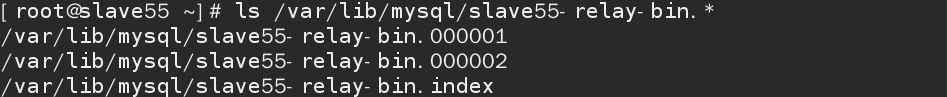 [root@slave55 ~]# ls /var/lib/mysql/slave55-relay-bin.*
/var/lib/mysql/slave55-relay-bin.000001
/var/lib/mysql/slave55-relay-bin.000002
/var/lib/mysql/slave55-relay-bin.index